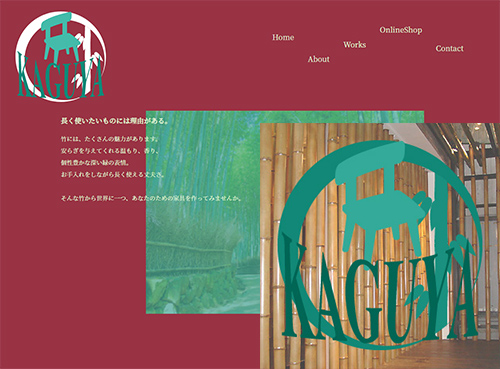 KAGUYA
Home
About
Works
OnlineShop
Contact
長く使いたいものには理由がある。
竹には、たくさんの魅力があります。
安らぎを与えてくれる温もり、香り、
個性豊かな深い緑の表情。
お手入れをしながら長く使える丈夫さ。
そんな竹から世界に一つ、あなたのための家具を作ってみませんか。
KAGUYA